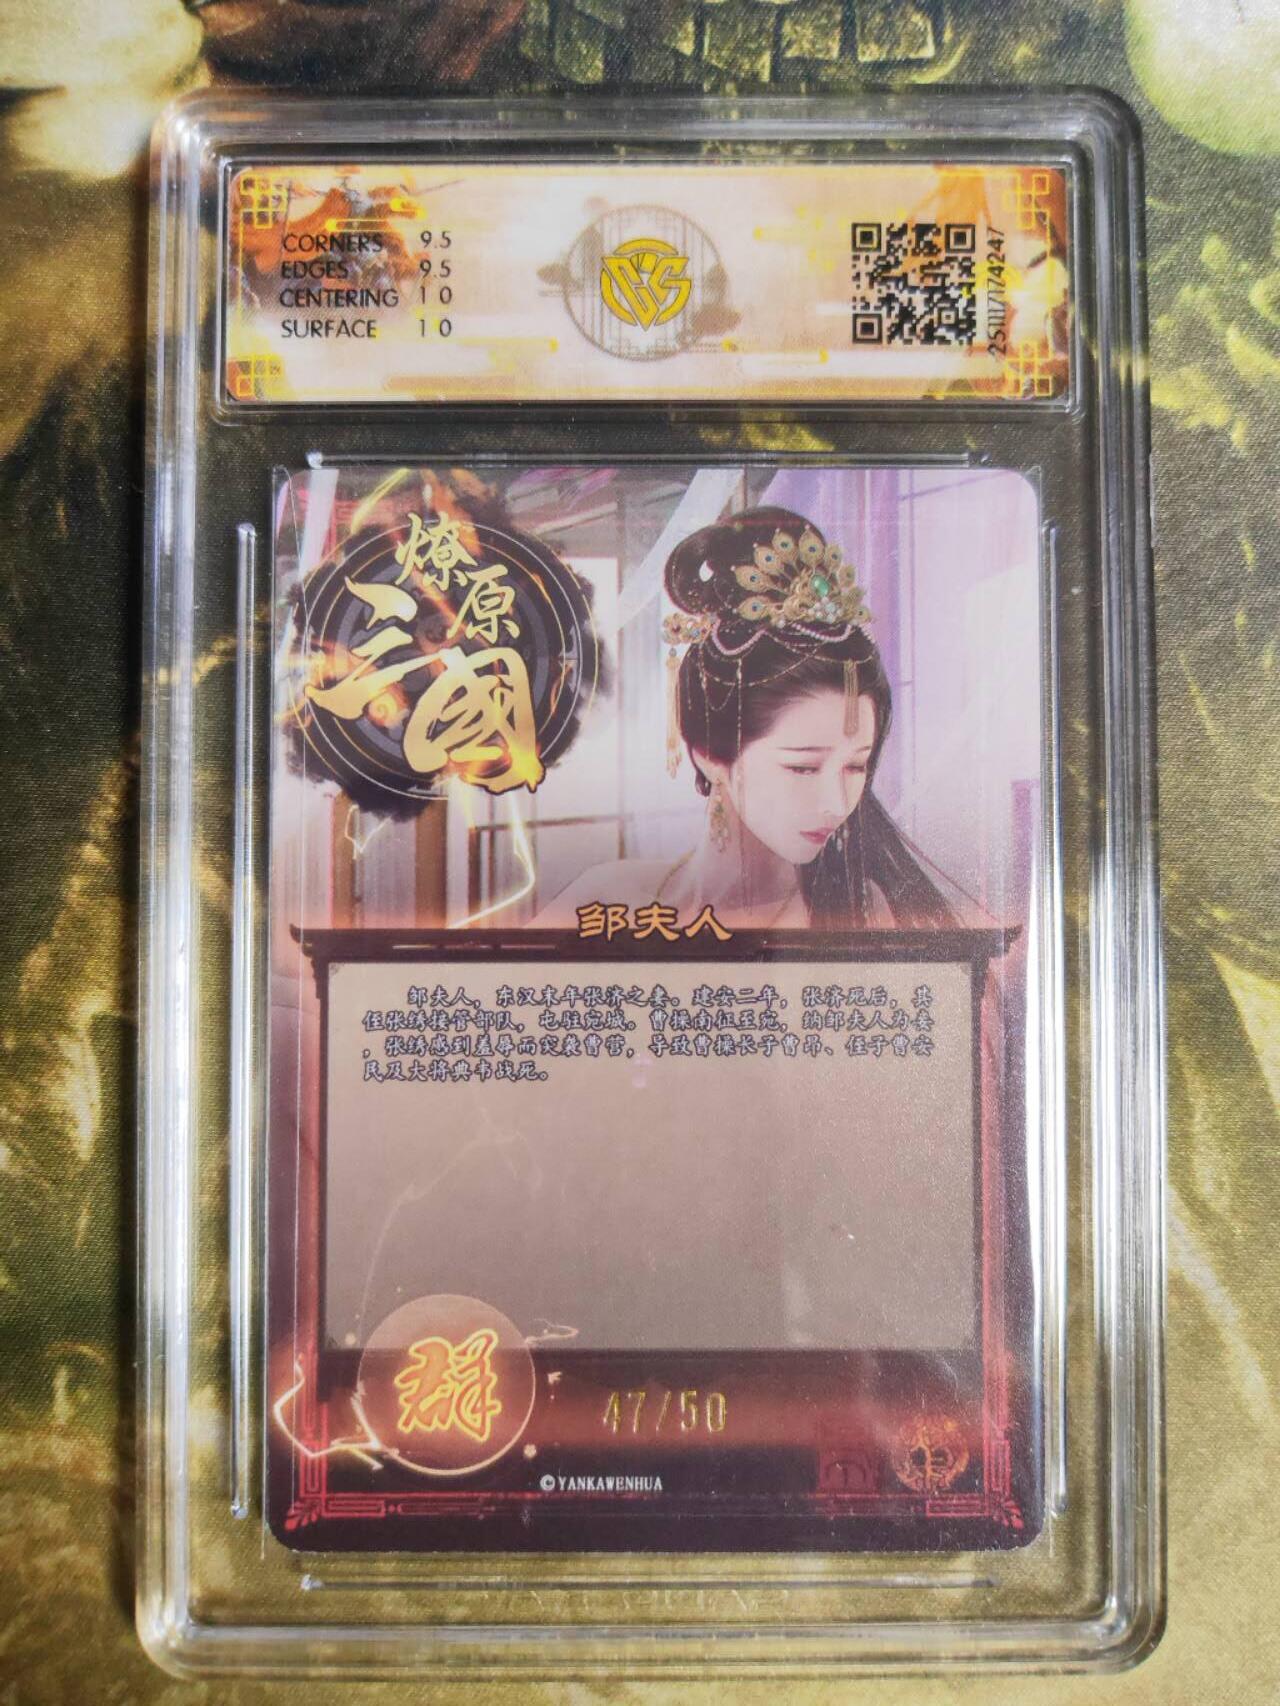 CORNERS 9.5
EDGES 9.5
CENTERING 10
SURFACE 10
燎原
三國
邹夫人
邹夫人，东汉末年张济之妻。建安二年，张济死后，其
侄张绣接管部队，屯驻宛城。曹操南征至宛，纳邹夫人为妾
，张绣感到羞辱而突袭曹营，导致曹操长子曹昂、侄子曹安
民及大将典韦战死。
群
47/50
©YANKAWENHUA